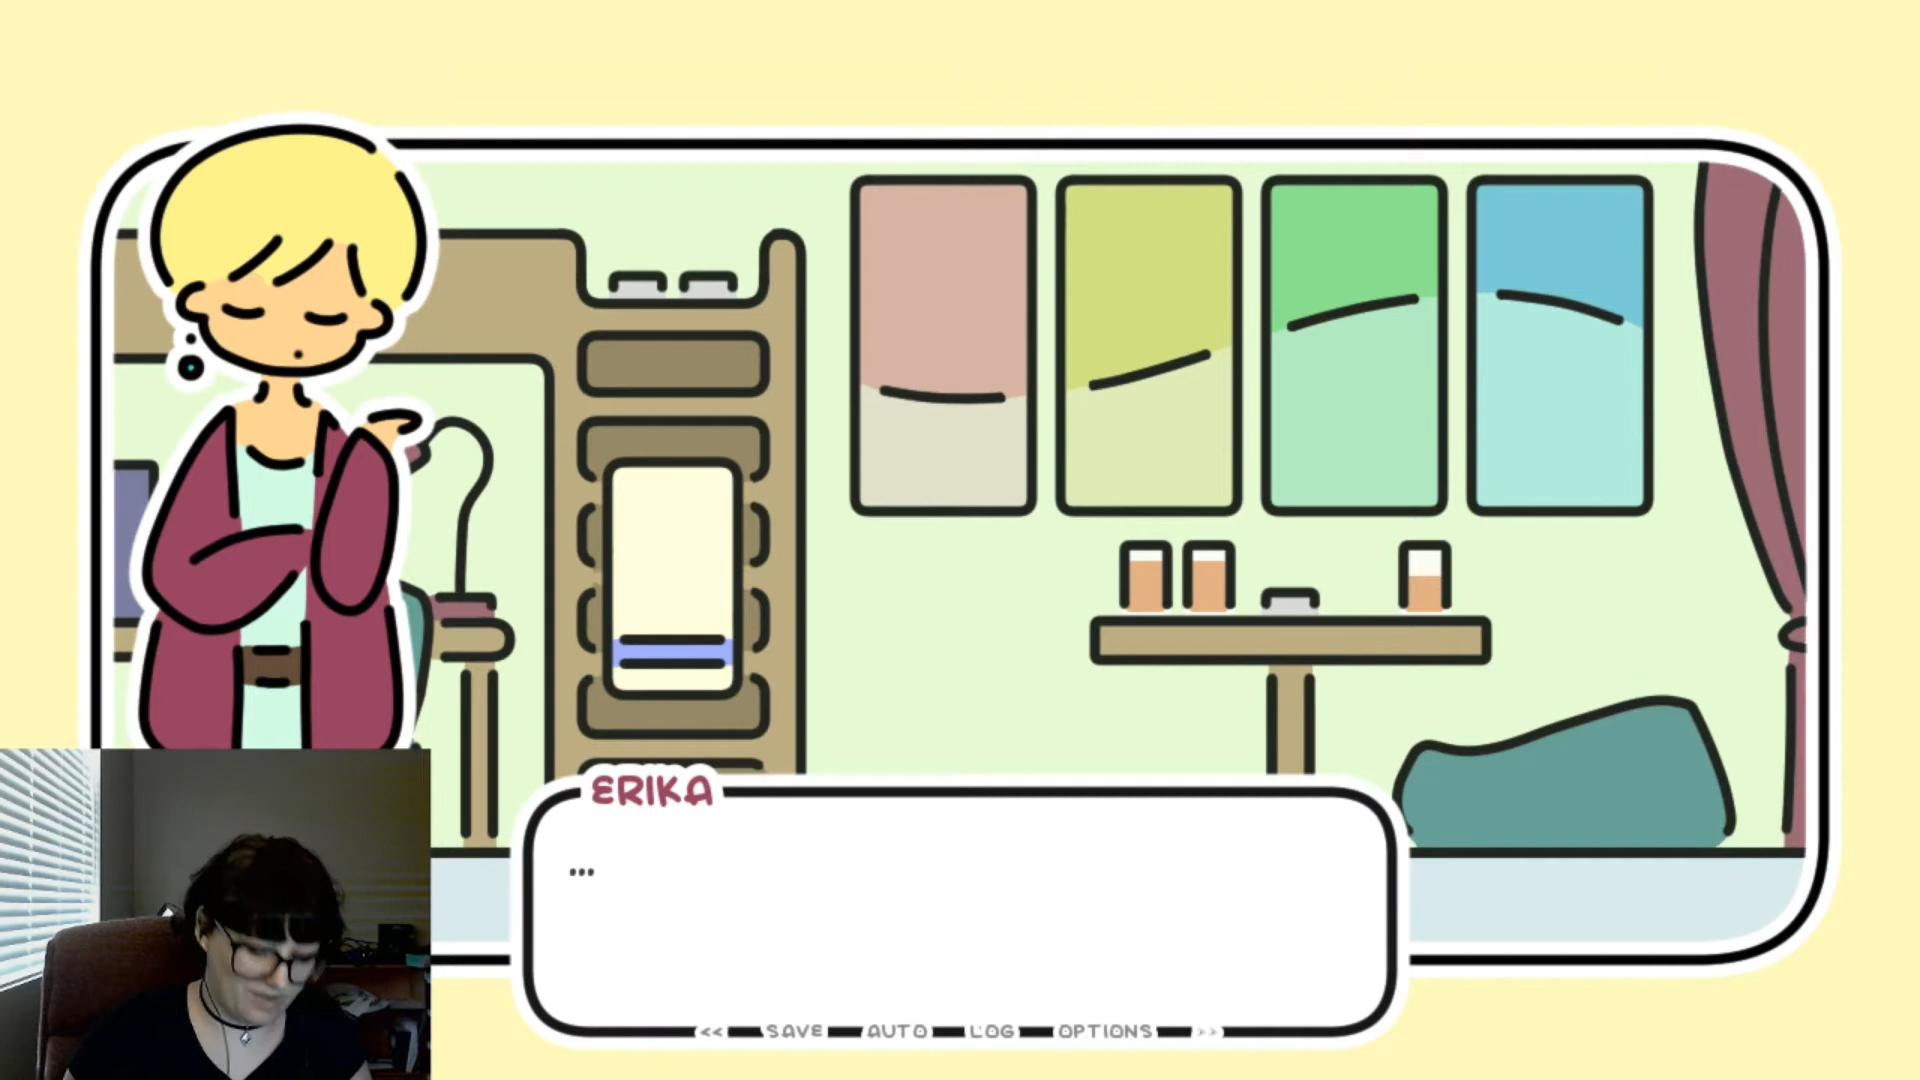 ERIKA
...
<< SAVE AUTO LOG OPTIONS >>